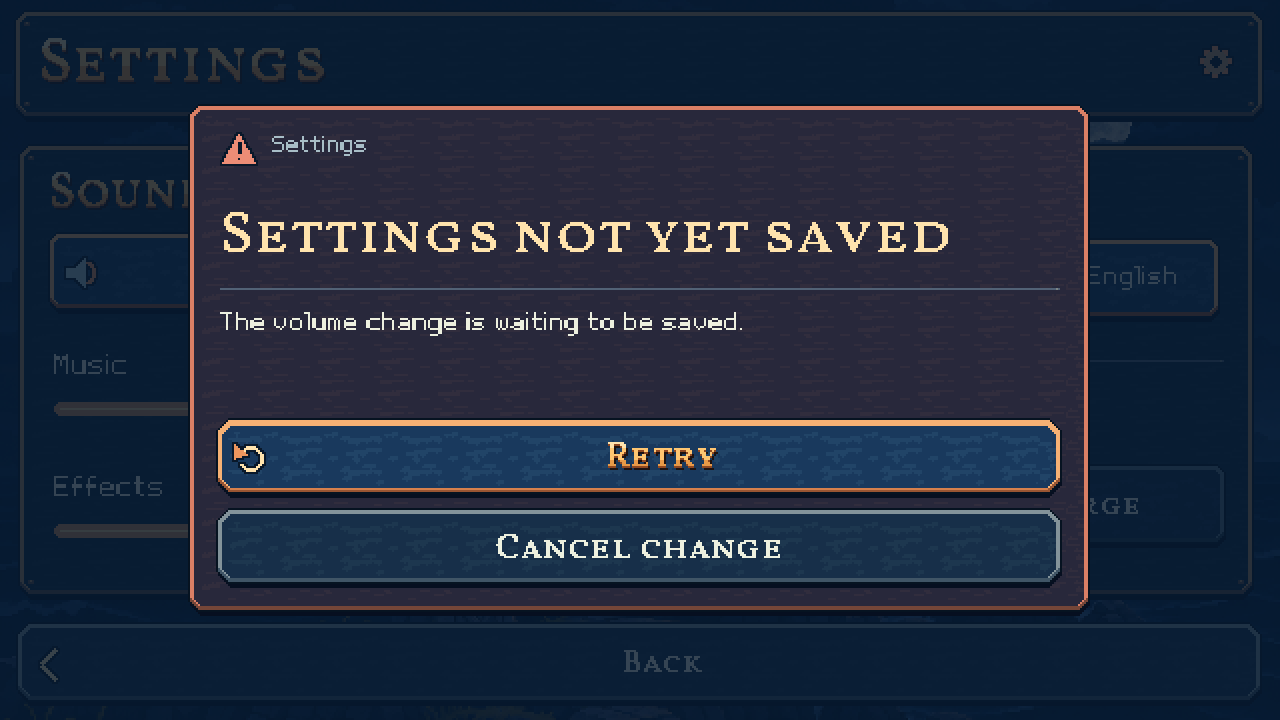 Settings
Settings
Settings not yet saved
The volume change is waiting to be saved.
English
Music
Effects
Retry
Cancel change
Back